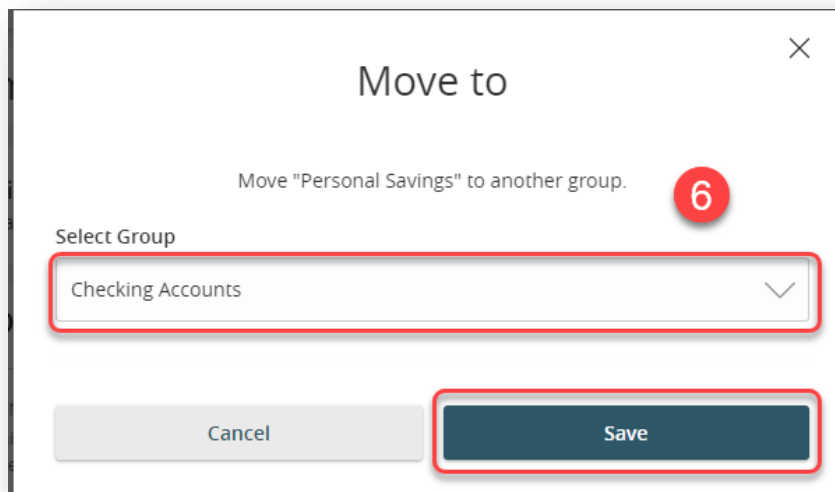 Move to
Move "Personal Savings" to another group.
6
Select Group
Checking Accounts
Cancel
Save